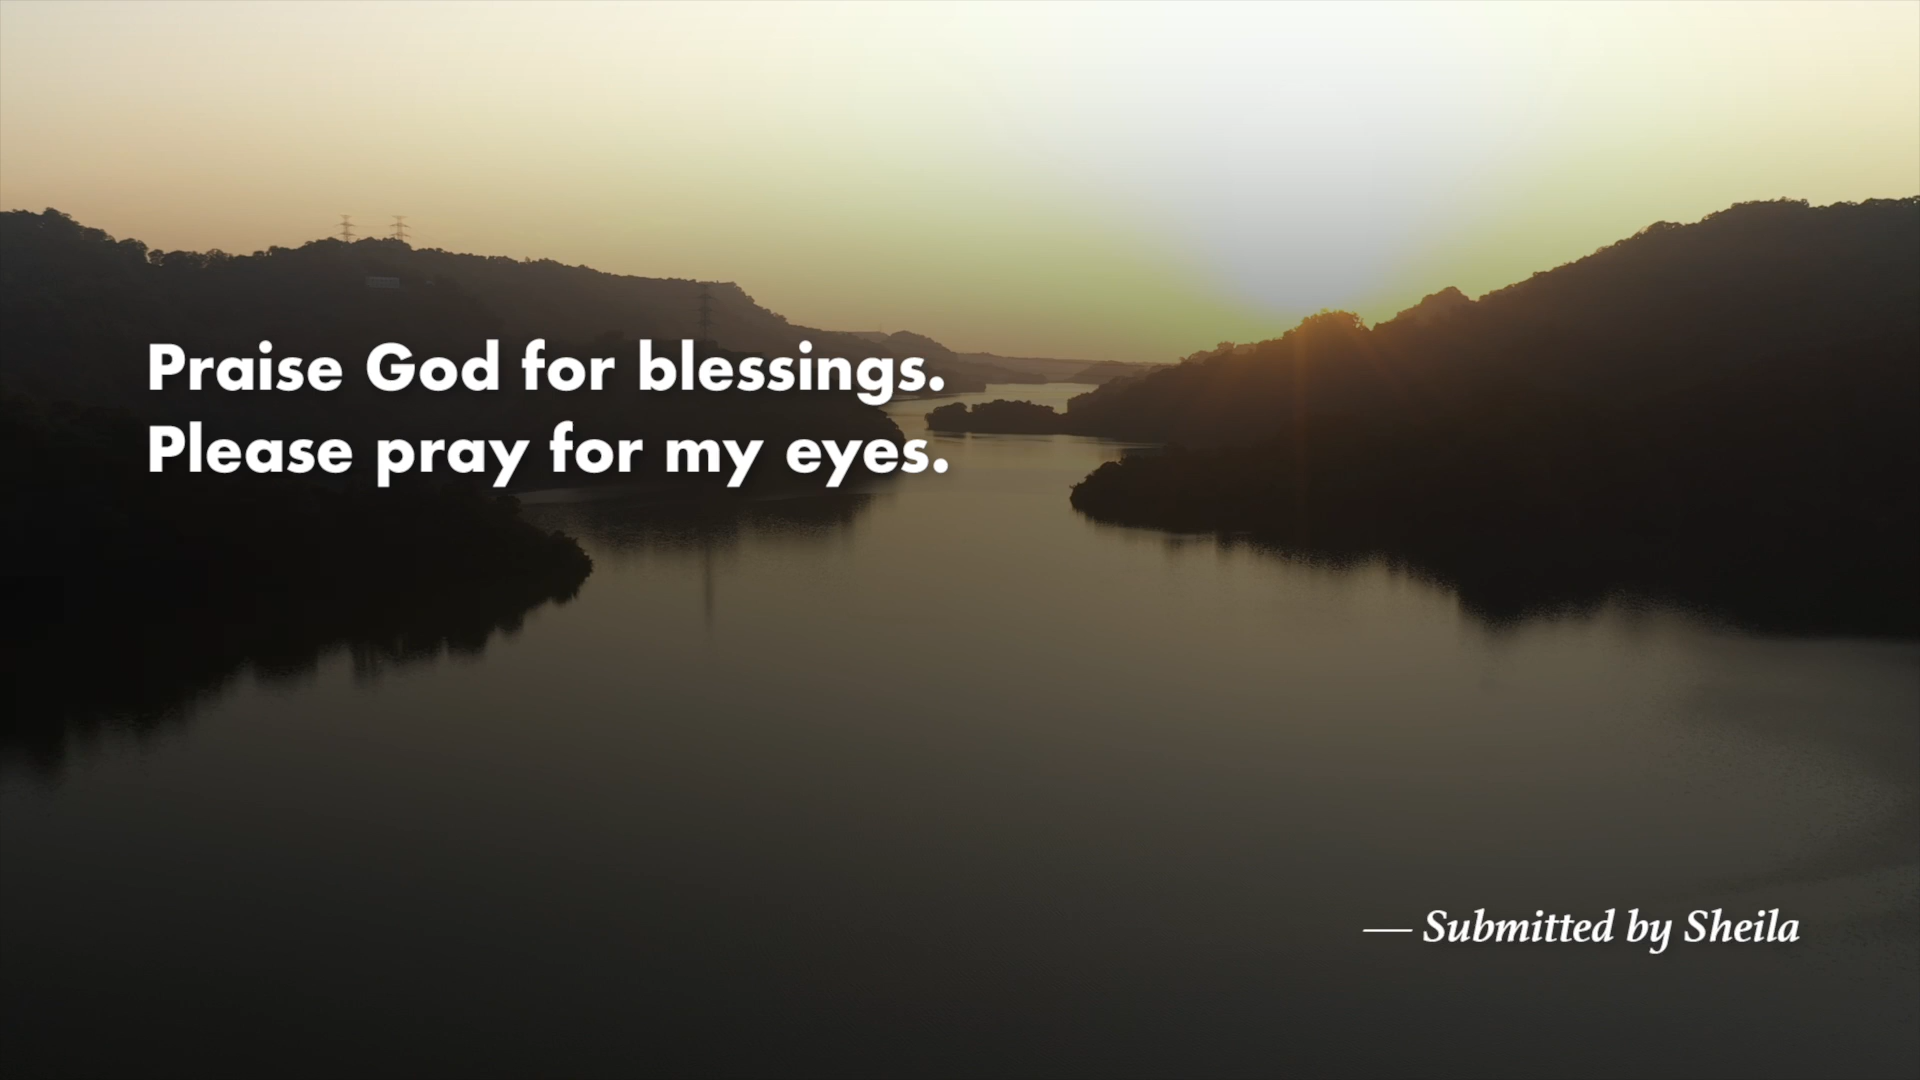 Praise God for blessings.
Please pray for my eyes.
— Submitted by Sheila